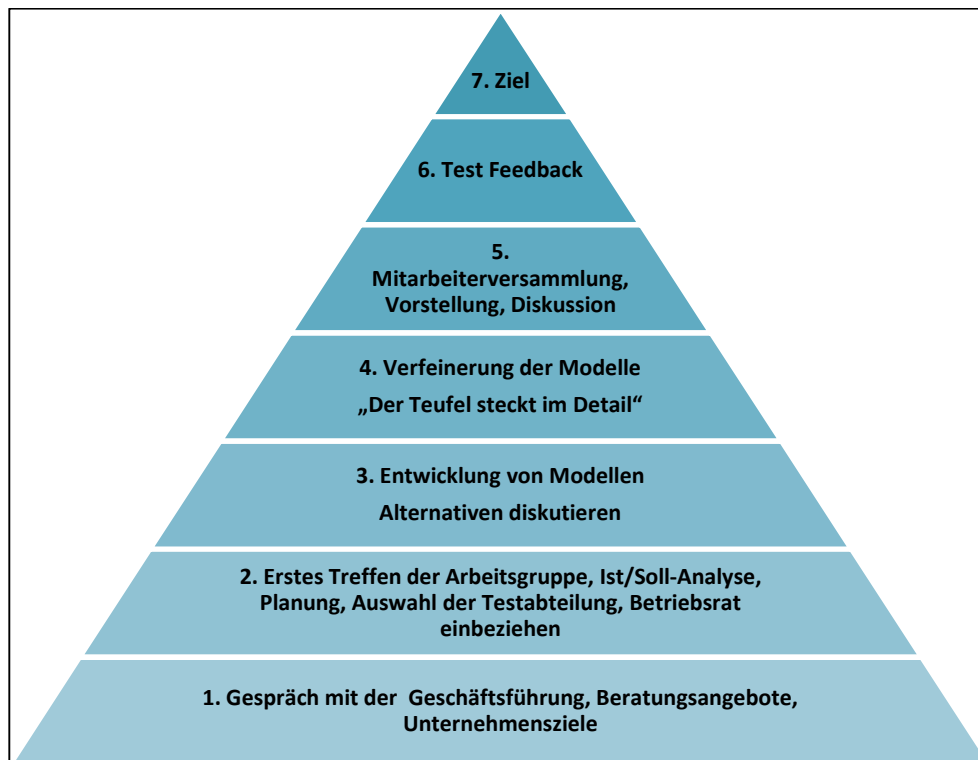 7. Ziel
6. Test Feedback
5.
Mitarbeiterversammlung,
Vorstellung, Diskussion
4. Verfeinerung der Modelle
„Der Teufel steckt im Detail“
3. Entwicklung von Modellen
Alternativen diskutieren
2. Erstes Treffen der Arbeitsgruppe, Ist/Soll-Analyse,
Planung, Auswahl der Testabteilung, Betriebsrat
einbeziehen
1. Gespräch mit der  Geschäftsführung, Beratungsangebote,
Unternehmensziele